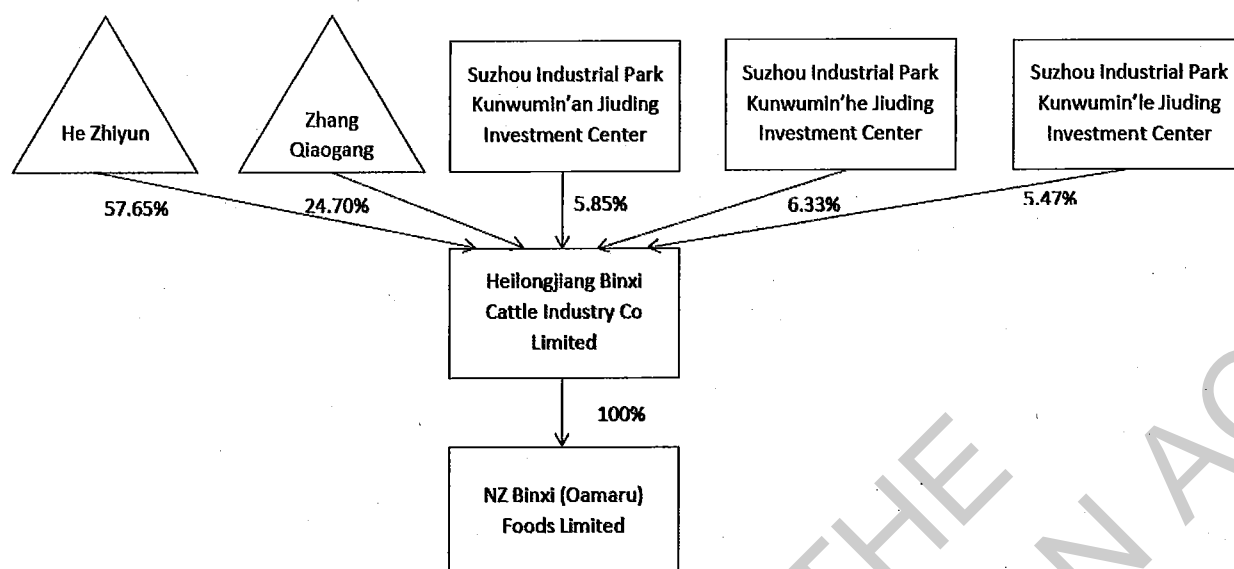 He Zhiyun
Zhang
Qiaogang
Suzhou Industrial Park
Kunwumin'an Jiuding
Investment Center
Suzhou Industrial Park
Kunwumin'he Jiuding
Investment Center
Suzhou Industrial Park
Kunwumin'le Jiuding
Investment Center
57.65%
24.70%
5.85%
6.33%
5.47%
Heilongjiang Binxi
Cattle Industry Co
Limited
100%
NZ Binxi (Oamaru)
Foods Limited
THE